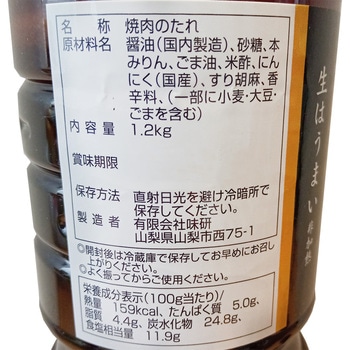 名称 焼肉のたれ
原材料名 醤油(国内製造)、砂糖、本
みりん、ごま油、米酢、にん
にく(国産)、すり胡麻、香
辛料、(一部に小麦・大豆・
ごまを含む)
内容量 1.2kg
賞味期限
保存方法 直射日光を避け冷暗所で
保存してください。
製造者 有限会社味研
山梨県山梨市西75-1
○開封後は冷蔵庫で保存してお早めにお召し
上がりください。
○よく振ってからご使用ください。
栄養成分表示(100g当たり)/
熱量 159kcal、たんぱく質 5.0g、
脂質 4.4g、炭水化物 24.8g、
食塩相当量 11.9g
生はうまい
非加熱